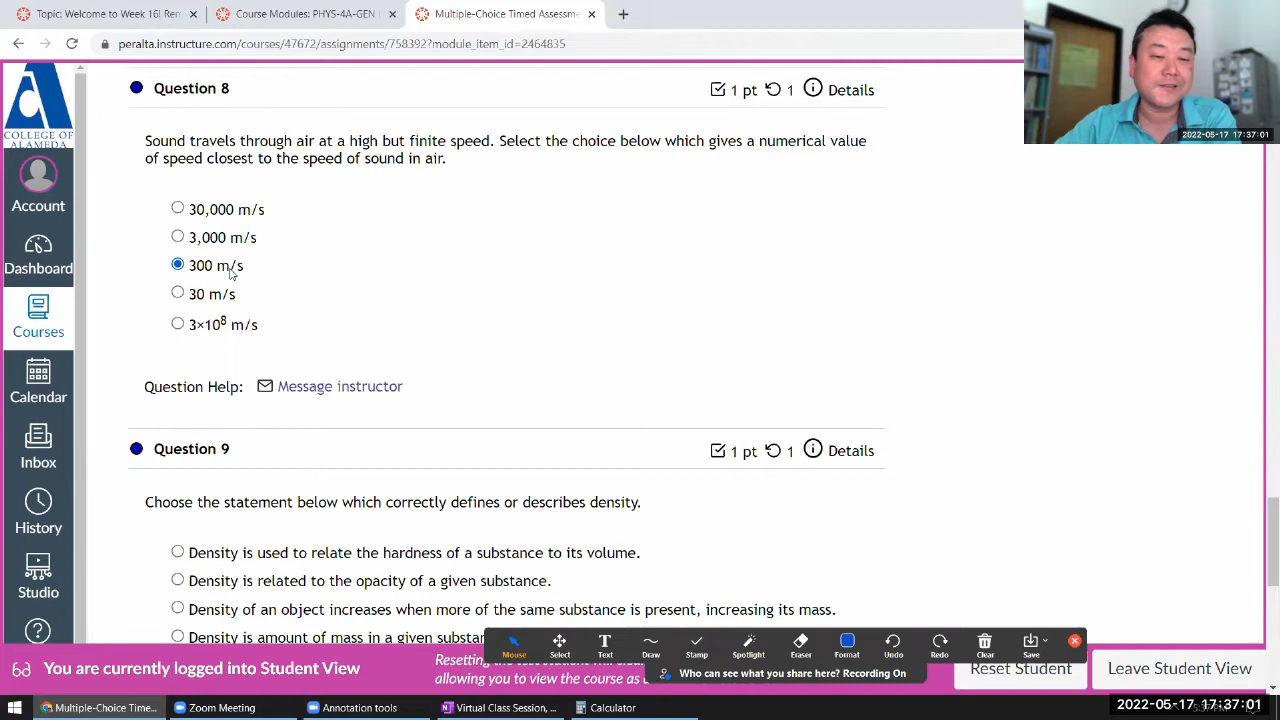 Topic: Welcome to Week 16! Rem
Course Modules: PHYS-4A-GEN I
Multiple-Choice Timed Assessme
peralta.instructure.com/courses/47672/assignments/758392?module_item_id=2464835
2022-05-17 17:37:01
COLLEGE OF
ALAMEDA
Account
Dashboard
Courses
Calendar
Inbox
History
Studio
Question 8
1 pt
1
Details
Sound travels through air at a high but finite speed. Select the choice below which gives a numerical value
of speed closest to the speed of sound in air.
30,000 m/s
3,000 m/s
300 m/s
30 m/s
3×10⁸ m/s
Question Help:
Message instructor
Question 9
1 pt
1
Details
Choose the statement below which correctly defines or describes density.
Density is used to relate the hardness of a substance to its volume.
Density is related to the opacity of a given substance.
Density of an object increases when more of the same substance is present, increasing its mass.
Density is amount of mass in a given substan
Mouse
Select
Text
Draw
Stamp
Spotlight
Eraser
Format
Undo
Redo
Clear
Save
Who can see what you share here? Recording On
You are currently logged into Student View
Resetting the test student will clea
allowing you to view the course as a
Reset Student
Leave Student View
Multiple-Choice Time...
Zoom Meeting
Annotation tools
Virtual Class Session, ...
Calculator
2022-05-17 17:37:01